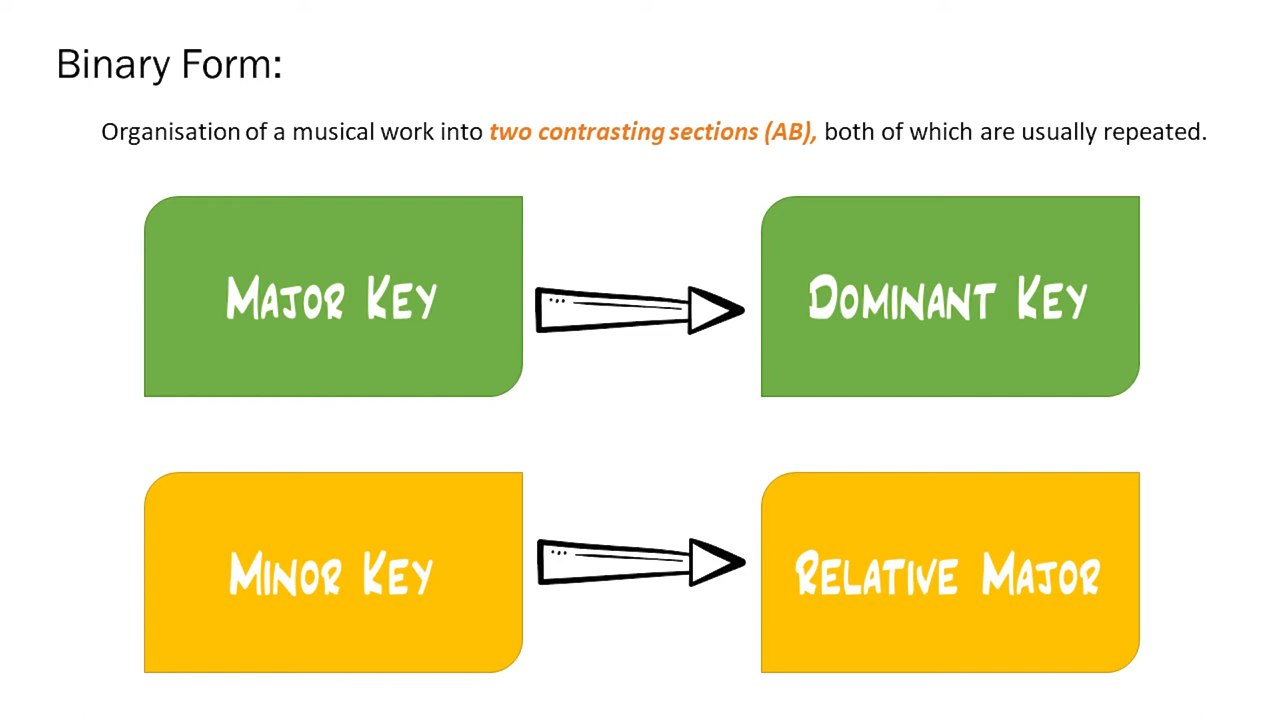 Binary Form:
Organisation of a musical work into two contrasting sections (AB), both of which are usually repeated.
Major Key
Dominant Key
Minor Key
Relative Major